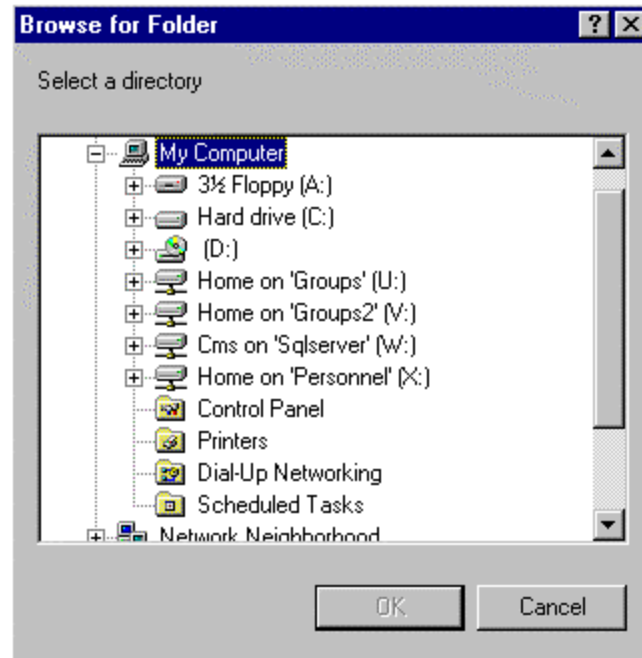 Browse for Folder
Select a directory
My Computer
3½ Floppy (A:)
Hard drive (C:)
(D:)
Home on 'Groups' (U:)
Home on 'Groups2' (V:)
Cms on 'Sqlserver' (W:)
Home on 'Personnel' (X:)
Control Panel
Printers
Dial-Up Networking
Scheduled Tasks
Network Neighborhood
OK Cancel